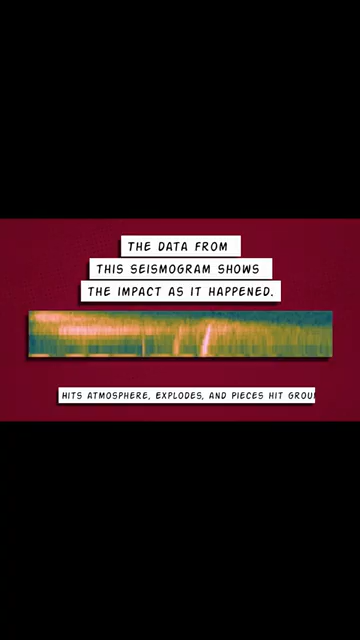 THE DATA FROM
THIS SEISMOGRAM SHOWS
THE IMPACT AS IT HAPPENED.
HITS ATMOSPHERE, EXPLODES, AND PIECES HIT